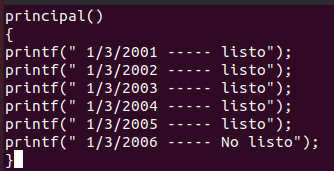 principal()
{
printf(" 1/3/2001 ----- listo");
printf(" 1/3/2002 ----- listo");
printf(" 1/3/2003 ----- listo");
printf(" 1/3/2004 ----- listo");
printf(" 1/3/2005 ----- listo");
printf(" 1/3/2006 ----- No listo");
}